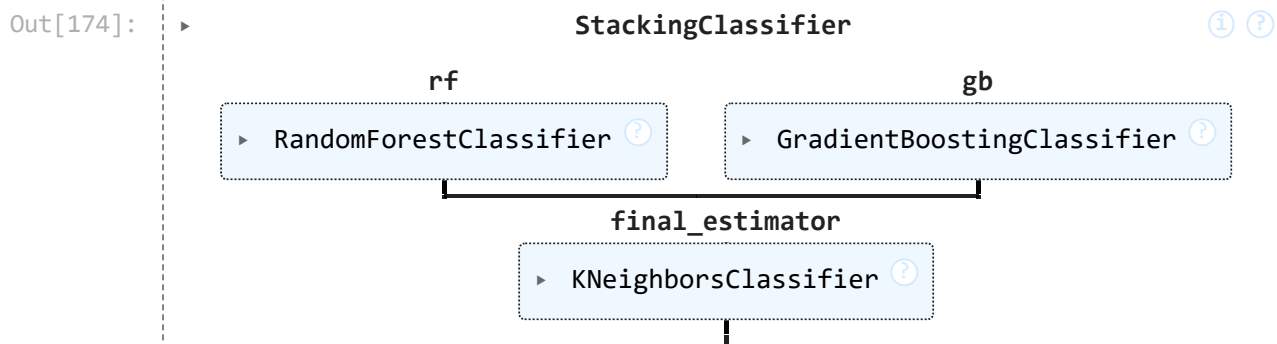 Out[174]: ▸ StackingClassifier i ?
rf gb
▸ RandomForestClassifier ? ▸ GradientBoostingClassifier ?
final_estimator
▸ KNeighborsClassifier ?